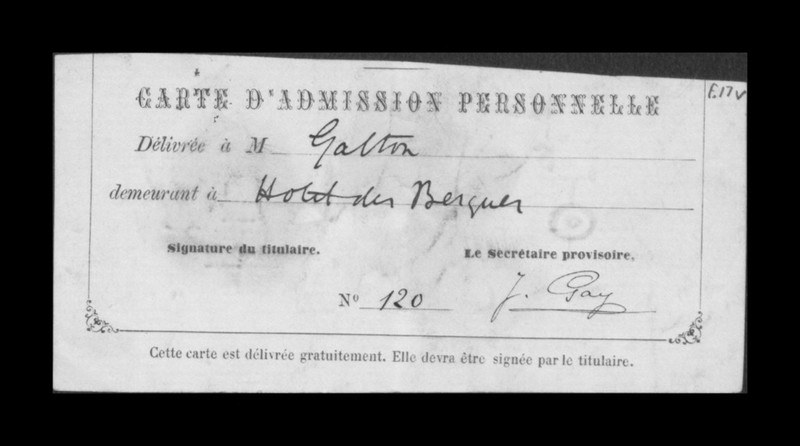 F.17v
CARTE D'ADMISSION PERSONNELLE
Délivrée à M Galton
demeurant à Hotel des Bergues
Signature du titulaire.
Le Secrétaire provisoire,
Nº 120
J. Gay
Cette carte est délivrée gratuitement. Elle devra être signée par le titulaire.